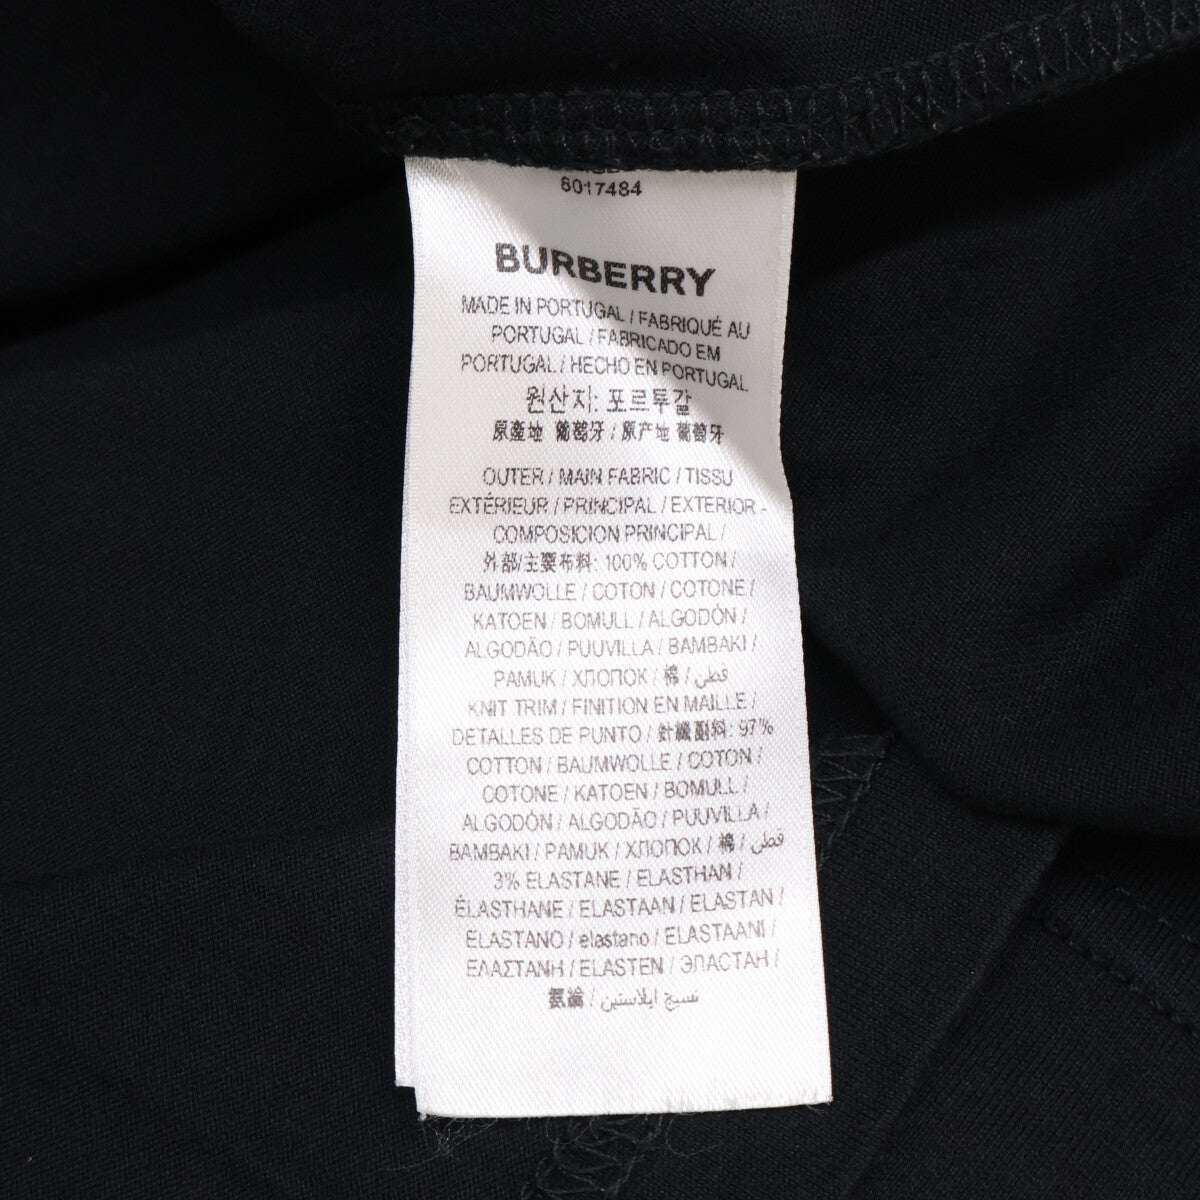 6017484
BURBERRY
MADE IN PORTUGAL / FABRIQUÉ AU
PORTUGAL / FABRICADO EM
PORTUGAL / HECHO EN PORTUGAL
원산지: 포르투갈
原產地 葡萄牙 / 原产地 葡萄牙
OUTER / MAIN FABRIC / TISSU
EXTÉRIEUR / PRINCIPAL / EXTERIOR -
COMPOSICION PRINCIPAL /
外部/主要布料: 100% COTTON /
BAUMWOLLE / COTON / COTONE /
KATOEN / BOMULL / ALGODÓN /
ALGODÃO / PUUVILLA / BAMBAKI /
PAMUK / ХЛОПОК / 棉 / قطن
KNIT TRIM / FINITION EN MAILLE /
DETALLES DE PUNTO / 針織副料: 97%
COTTON / BAUMWOLLE / COTON /
COTONE / KATOEN / BOMULL /
ALGODÓN / ALGODÃO / PUUVILLA /
BAMBAKI / PAMUK / ХЛОПОК / 棉 / قطن
3% ELASTANE / ELASTHAN /
ÉLASTHANE / ELASTAAN / ELASTAN /
ELASTANO / elastano / ELASTAANI /
ΕΛΑΣΤΑΝΗ / ELASTEN / ЭЛАСТАН /
氨綸 / نسيج ايلاستين